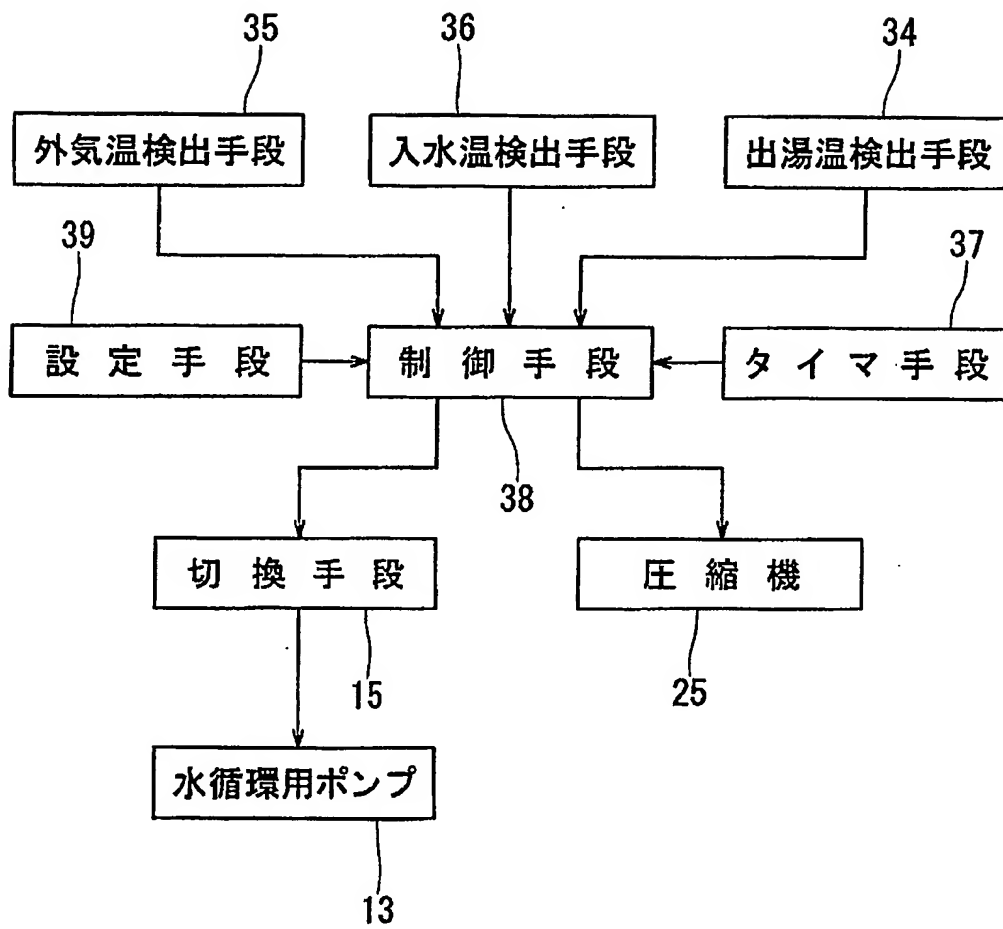 35
36
34
外気温検出手段
入水温検出手段
出湯温検出手段
39
37
設定手段
制御手段
タイマ手段
38
切換手段
圧縮機
15
25
水循環用ポンプ
13